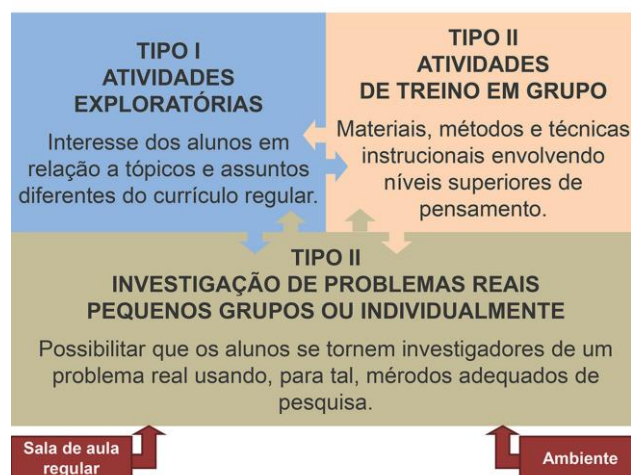 TIPO I
ATIVIDADES
EXPLORATÓRIAS
Interesse dos alunos em
relação a tópicos e assuntos
diferentes do currículo regular.
TIPO II
ATIVIDADES
DE TREINO EM GRUPO
Materiais, métodos e técnicas
instrucionais envolvendo
níveis superiores de
pensamento.
TIPO II
INVESTIGAÇÃO DE PROBLEMAS REAIS
PEQUENOS GRUPOS OU INDIVIDUALMENTE
Possibilitar que os alunos se tornem investigadores de um
problema real usando, para tal, mérodos adequados de
pesquisa.
Sala de aula
regular
Ambiente